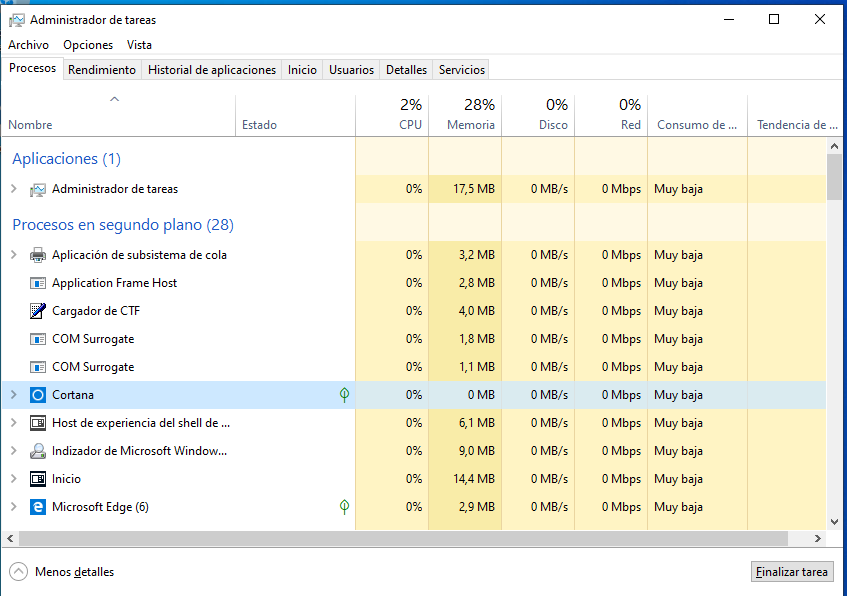 Administrador de tareas
Archivo Opciones Vista
Procesos Rendimiento Historial de aplicaciones Inicio Usuarios Detalles Servicios
2% 28% 0% 0%
Nombre Estado CPU Memoria Disco Red Consumo de ... Tendencia de ...
Aplicaciones (1)
Administrador de tareas 0% 17,5 MB 0 MB/s 0 Mbps Muy baja
Procesos en segundo plano (28)
Aplicación de subsistema de cola 0% 3,2 MB 0 MB/s 0 Mbps Muy baja
Application Frame Host 0% 2,8 MB 0 MB/s 0 Mbps Muy baja
Cargador de CTF 0% 4,0 MB 0 MB/s 0 Mbps Muy baja
COM Surrogate 0% 1,8 MB 0 MB/s 0 Mbps Muy baja
COM Surrogate 0% 1,1 MB 0 MB/s 0 Mbps Muy baja
Cortana 0% 0 MB 0 MB/s 0 Mbps Muy baja
Host de experiencia del shell de ... 0% 6,1 MB 0 MB/s 0 Mbps Muy baja
Indizador de Microsoft Window... 0% 9,0 MB 0 MB/s 0 Mbps Muy baja
Inicio 0% 14,4 MB 0 MB/s 0 Mbps Muy baja
Microsoft Edge (6) 0% 2,9 MB 0 MB/s 0 Mbps Muy baja
Menos detalles Finalizar tarea